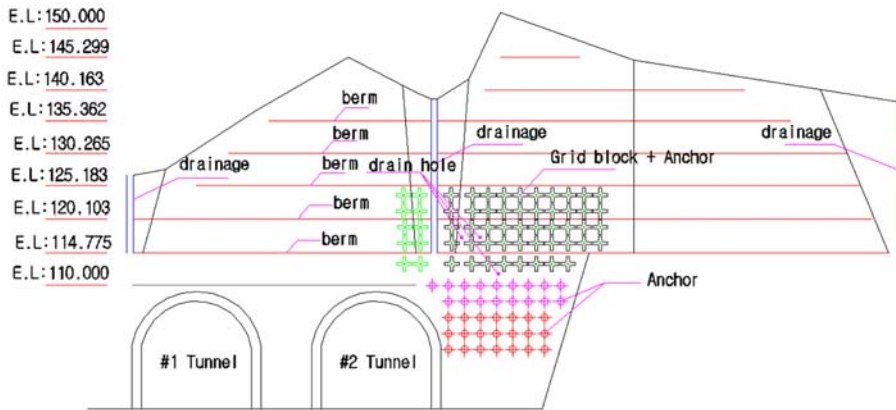 E.L:150.000
E.L:145.299
E.L:140.163
E.L:135.362
E.L:130.265
E.L:125.183
E.L:120.103
E.L:114.775
E.L:110.000
berm
berm
drainage
berm
drain hole
drainage
Grid block + Anchor
drainage
berm
berm
Anchor
#1 Tunnel
#2 Tunnel